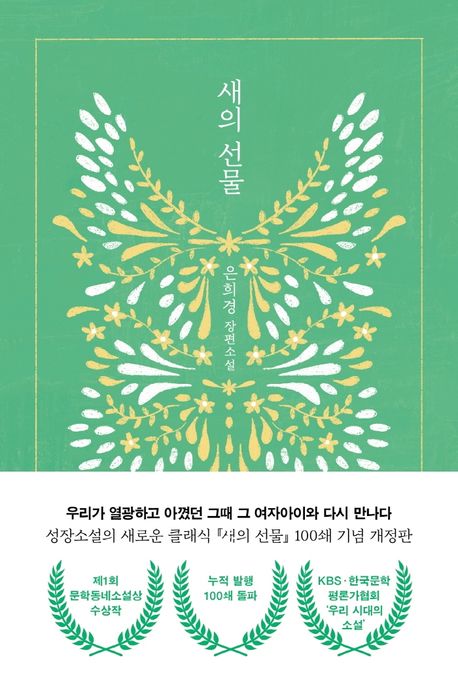 새의 선물
은희경 장편소설
우리가 열광하고 아꼈던 그때 그 여자아이와 다시 만나다
성장소설의 새로운 클래식 『새의 선물』 100쇄 기념 개정판
제1회
문학동네소설상
수상작
누적 발행
100쇄 돌파
KBS·한국문학
평론가협회
'우리 시대의
소설'